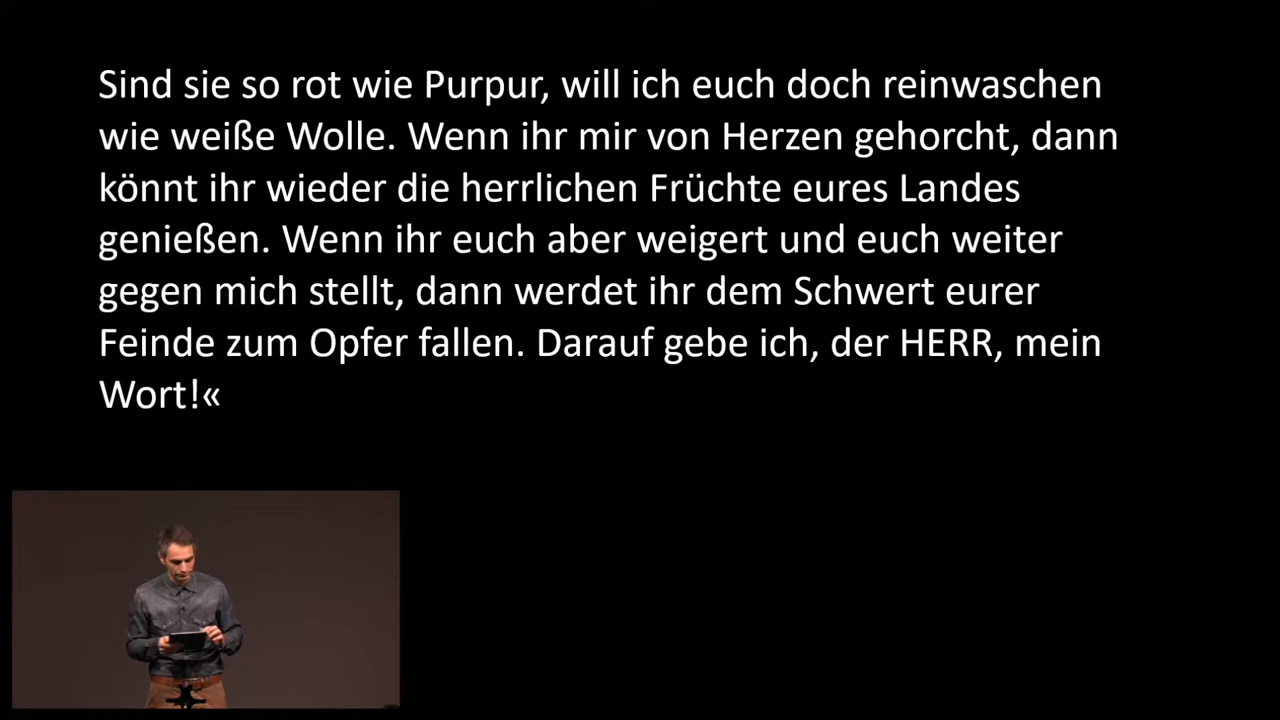 Sind sie so rot wie Purpur, will ich euch doch reinwaschen
wie weiße Wolle. Wenn ihr mir von Herzen gehorcht, dann
könnt ihr wieder die herrlichen Früchte eures Landes
genießen. Wenn ihr euch aber weigert und euch weiter
gegen mich stellt, dann werdet ihr dem Schwert eurer
Feinde zum Opfer fallen. Darauf gebe ich, der HERR, mein
Wort!«